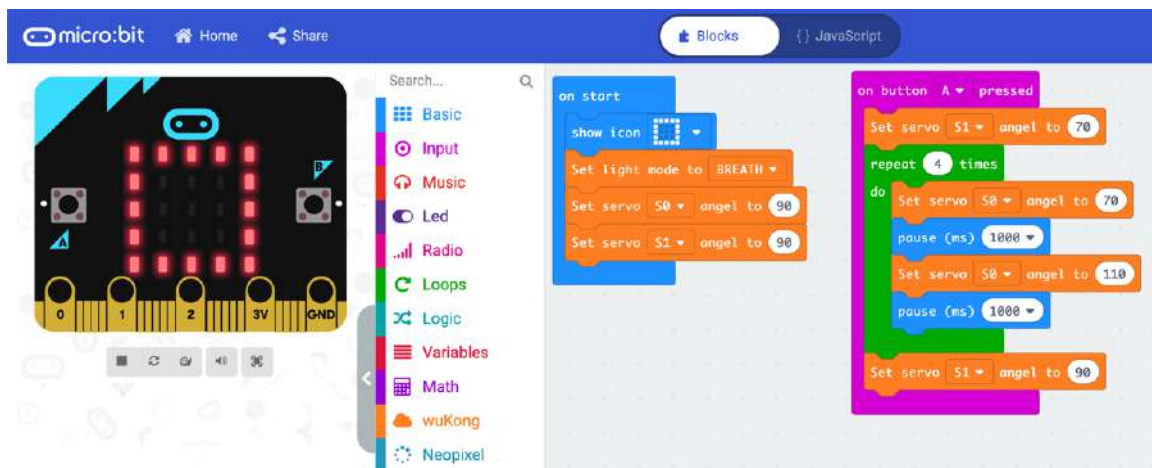 micro:bit Home Share Blocks {} JavaScript
B
A
0 1 2 3V GND
Search...
Basic
Input
Music
Led
Radio
Loops
Logic
Variables
Math
wuKong
Neopixel
on start
show icon
Set light mode to BREATH
Set servo S0 angel to 90
Set servo S1 angel to 90
on button A pressed
Set servo S1 angel to 70
repeat 4 times
do
Set servo S0 angel to 70
pause (ms) 1000
Set servo S0 angel to 110
pause (ms) 1000
Set servo S1 angel to 90